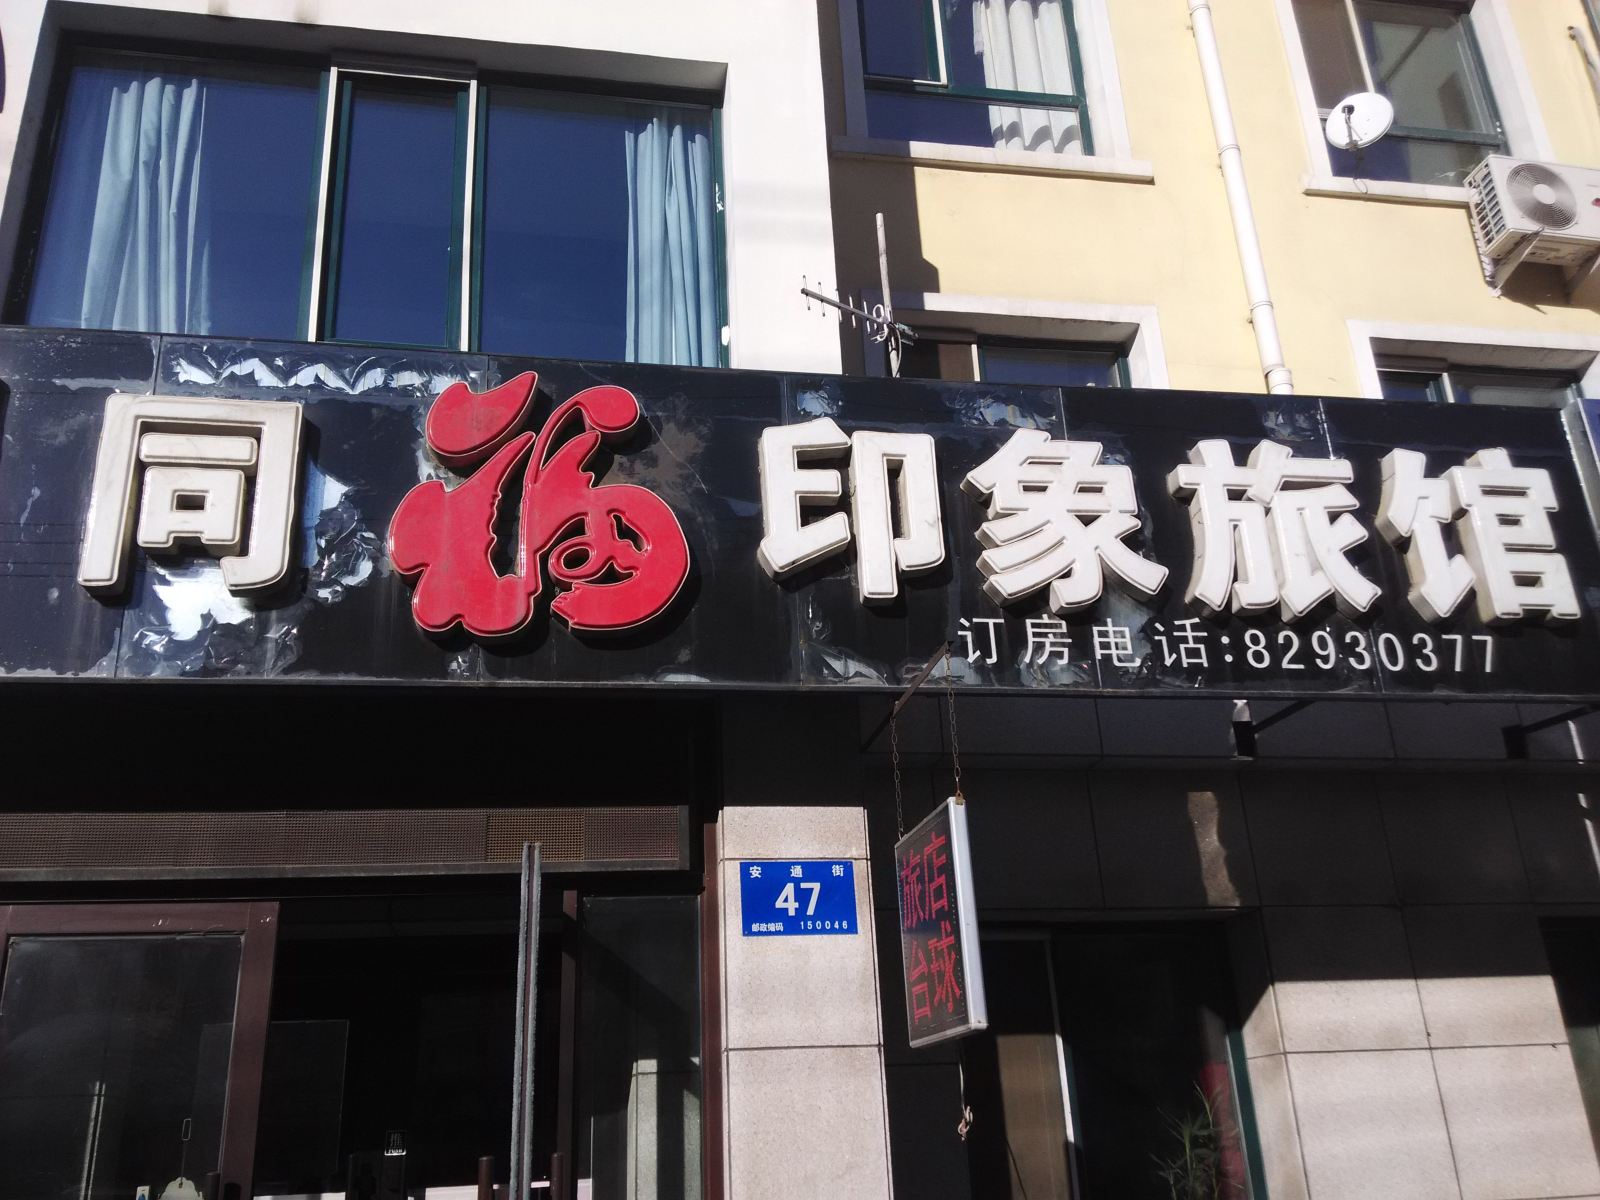 同福印象旅馆
订房电话:82930377
安通街
47
邮政编码 150046
旅店
台球
推